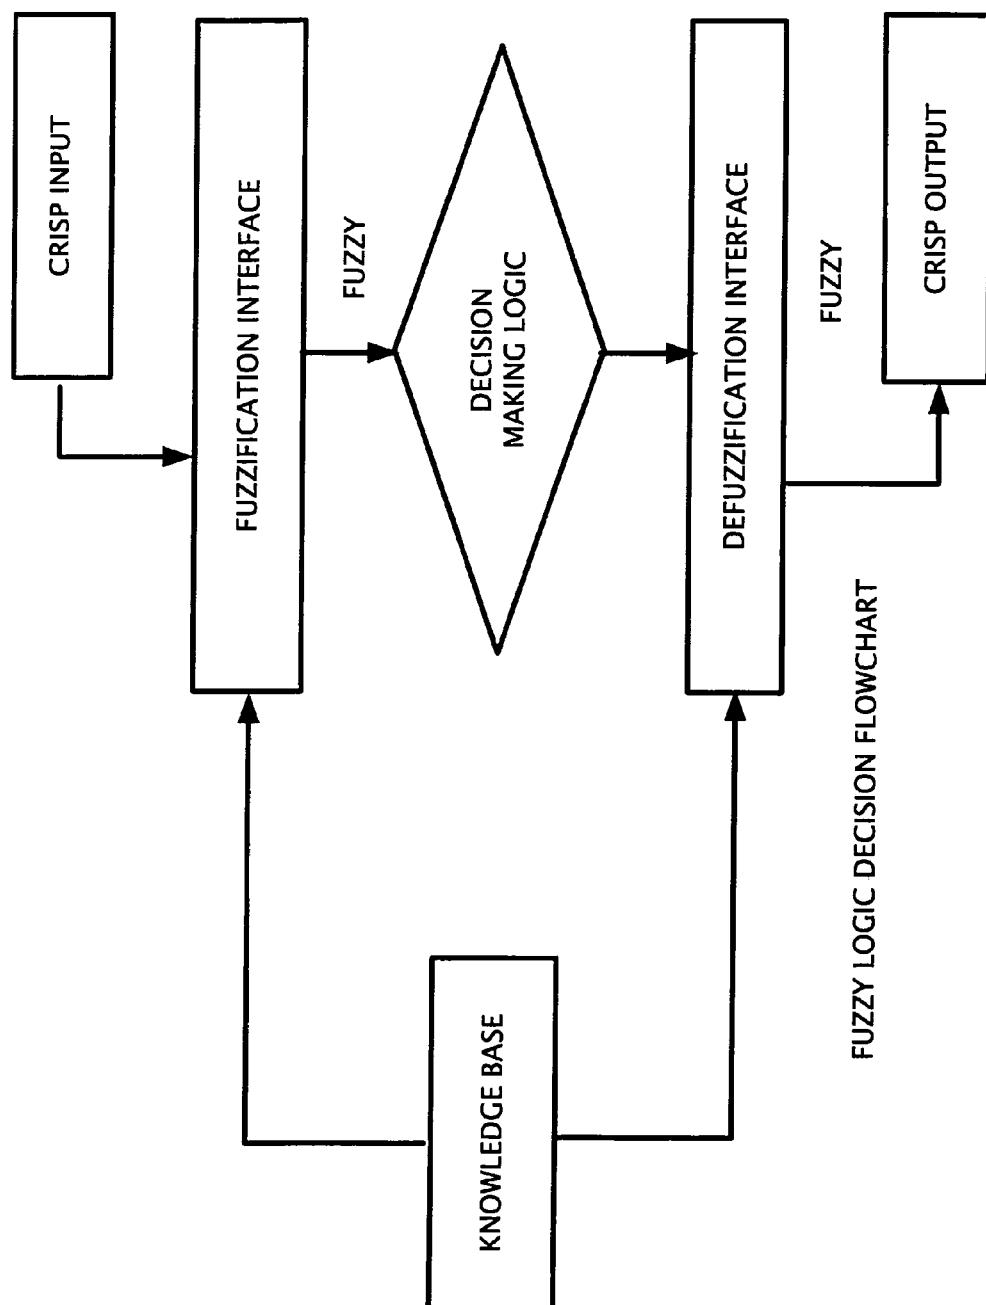 CRISP INPUT
FUZZIFICATION INTERFACE
FUZZY
DECISION
MAKING LOGIC
KNOWLEDGE BASE
DEFUZZIFICATION INTERFACE
FUZZY
CRISP OUTPUT
FUZZY LOGIC DECISION FLOWCHART